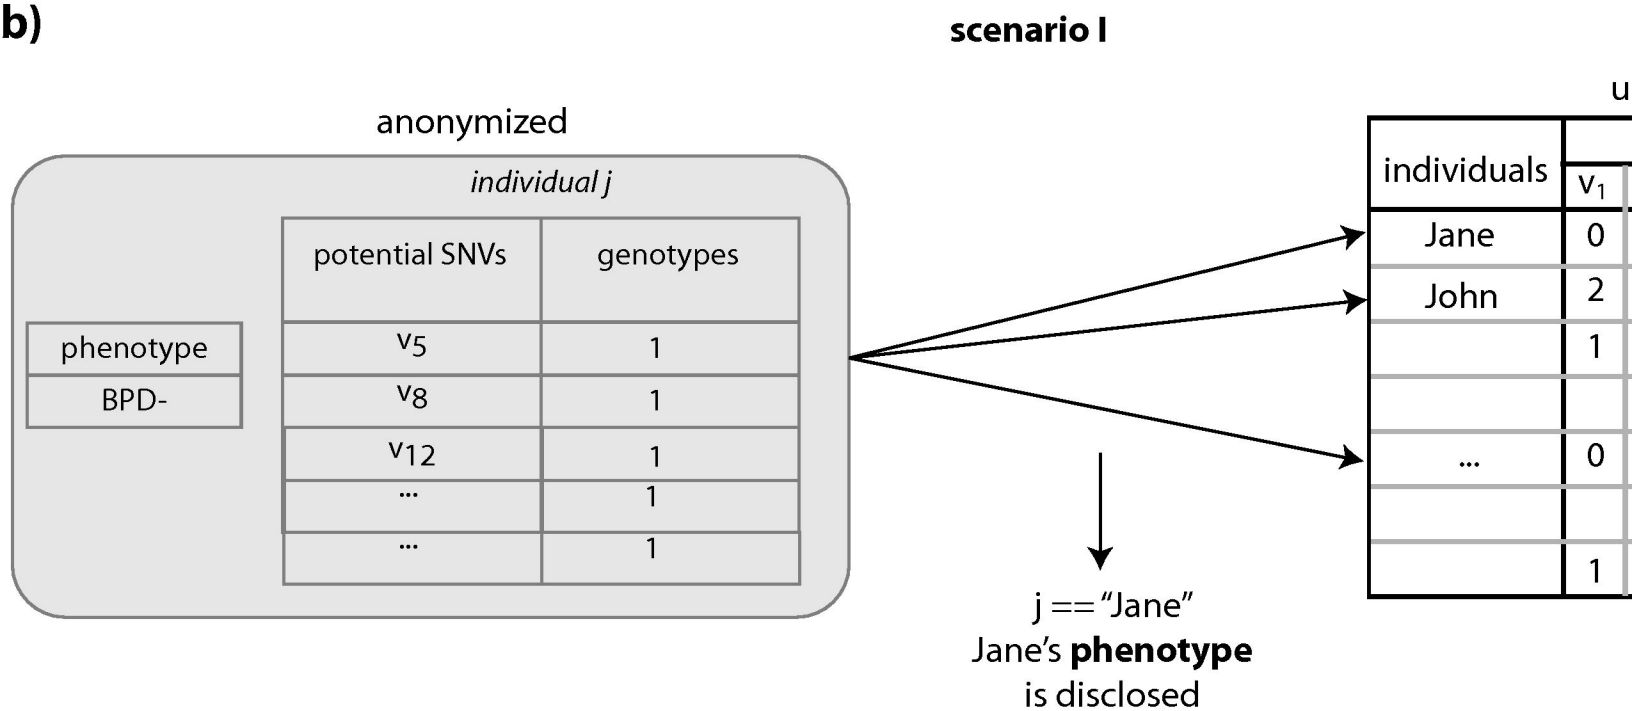 b)
scenario I
anonymized
individual j
potential SNVs genotypes
phenotype
BPD-
v5 1
v8 1
v12 1
... 1
... 1
j == “Jane”
Jane’s phenotype
is disclosed
u
individuals
v1
Jane 0
John 2
1
... 0
1